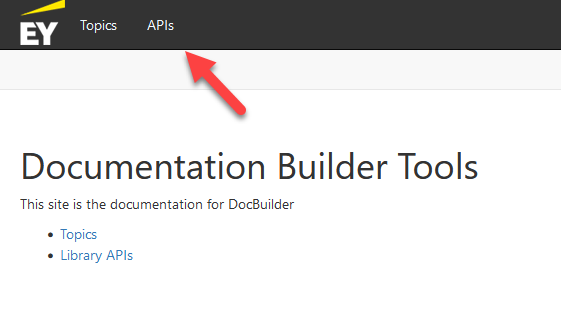 EY Topics APIs
Documentation Builder Tools
This site is the documentation for DocBuilder
• Topics
• Library APIs